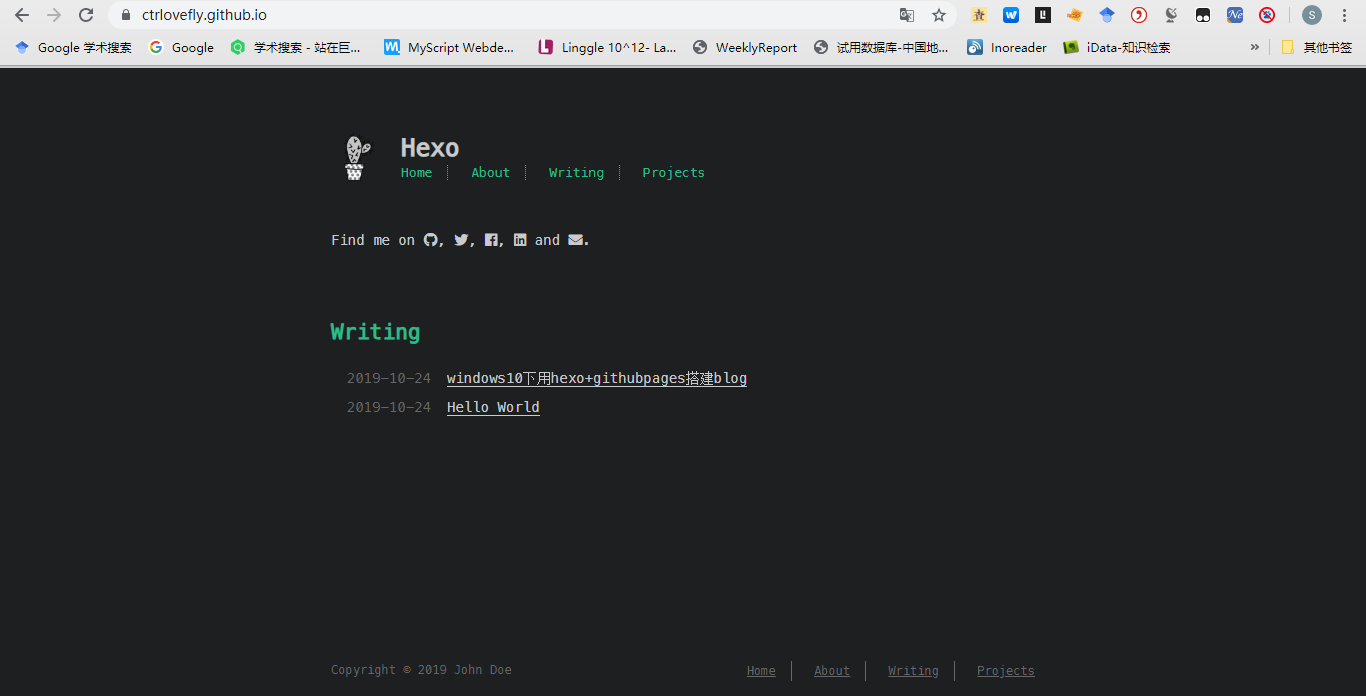 ctrlovefly.github.io
Google 学术搜索 Google 学术搜索 - 站在巨... MyScript Webde... Linggle 10^12- La... WeeklyReport 试用数据库-中国地... Inoreader iData-知识检索 » 其他书签
Hexo
Home About Writing Projects
Find me on , , , and .
Writing
2019-10-24 windows10下用hexo+githubpages搭建blog
2019-10-24 Hello World
Copyright © 2019 John Doe Home About Writing Projects